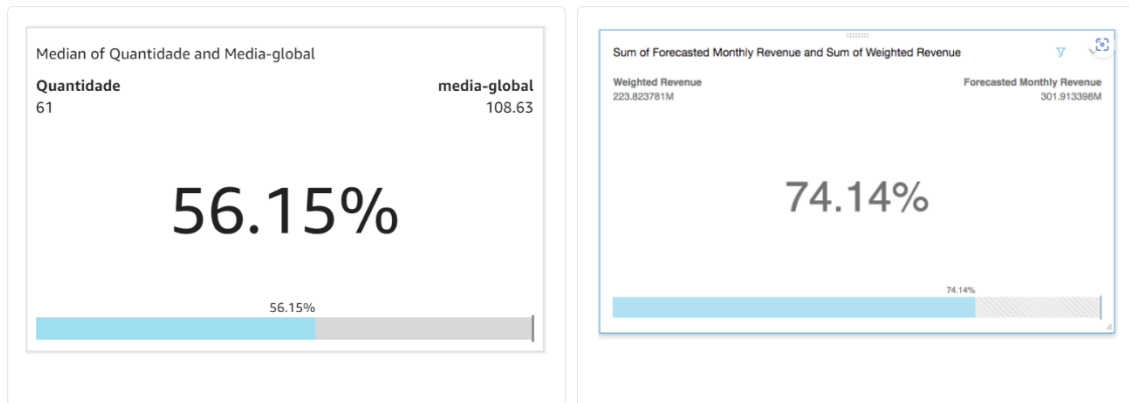 Median of Quantidade and Media-global
Quantidade media-global
61 108.63
56.15%
56.15%
Sum of Forecasted Monthly Revenue and Sum of Weighted Revenue
Weighted Revenue Forecasted Monthly Revenue
223.823781M 301.913398M
74.14%
74.14%